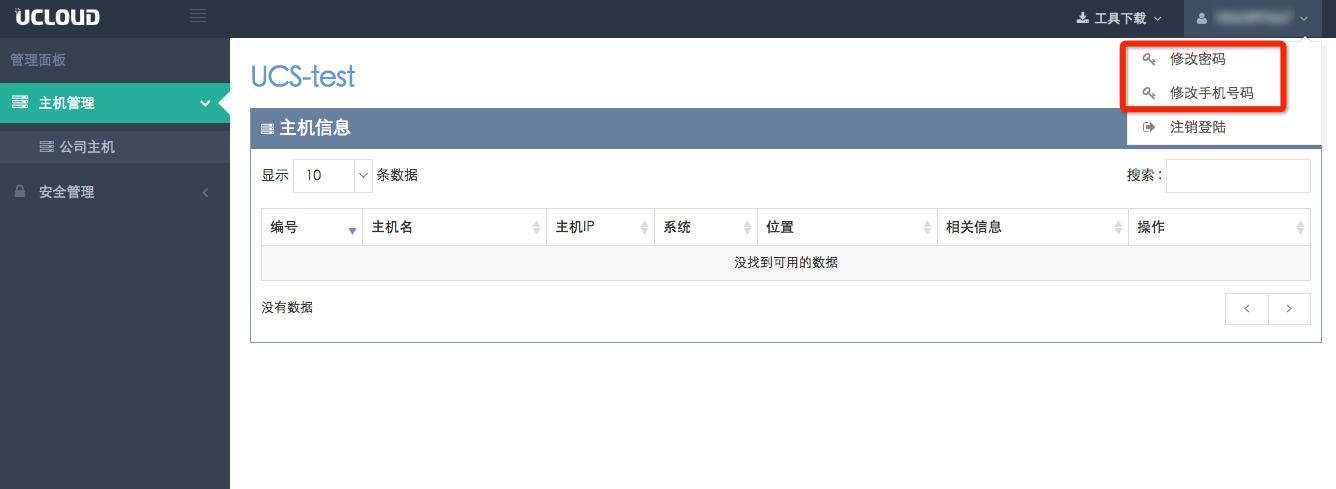 UCLOUD
工具下载
管理面板
修改密码
修改手机号码
注销登陆
主机管理
公司主机
安全管理
UCS-test
主机信息
显示 10 条数据
搜索：
编号 主机名 主机IP 系统 位置 相关信息 操作
没找到可用的数据
没有数据